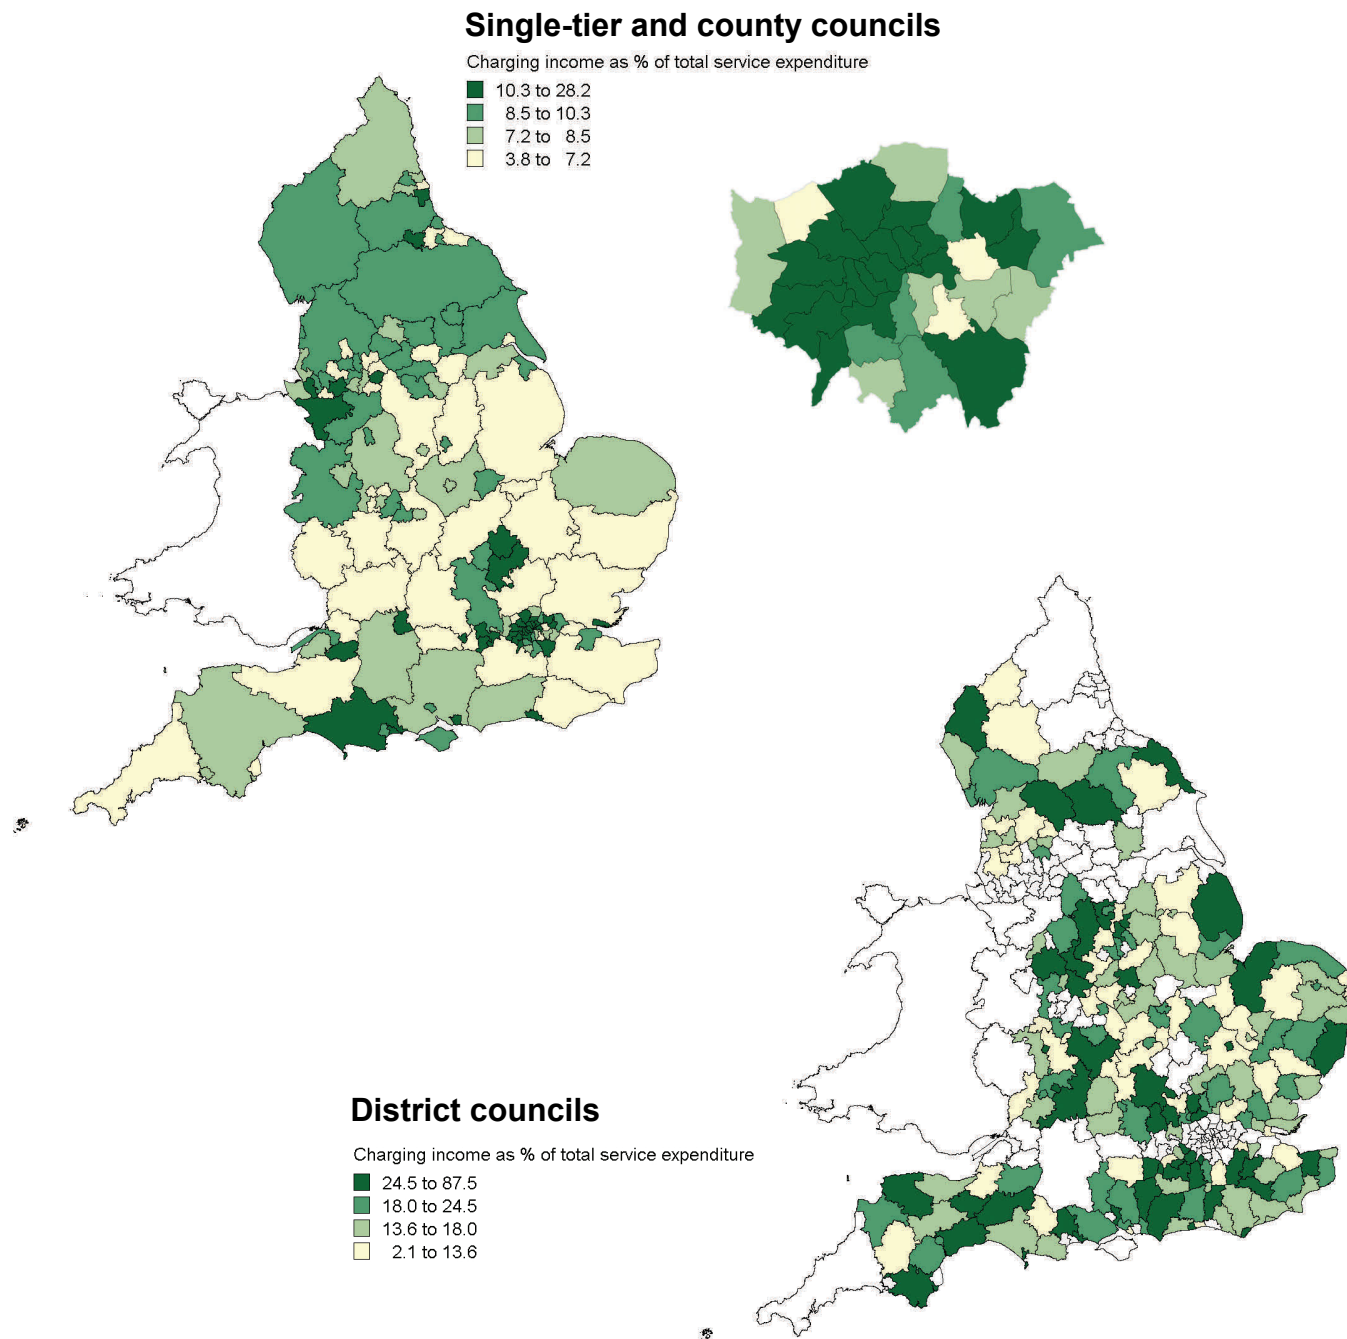 Single-tier and county councils
Charging income as % of total service expenditure
10.3 to 28.2
8.5 to 10.3
7.2 to 8.5
3.8 to 7.2
District councils
Charging income as % of total service expenditure
24.5 to 87.5
18.0 to 24.5
13.6 to 18.0
2.1 to 13.6